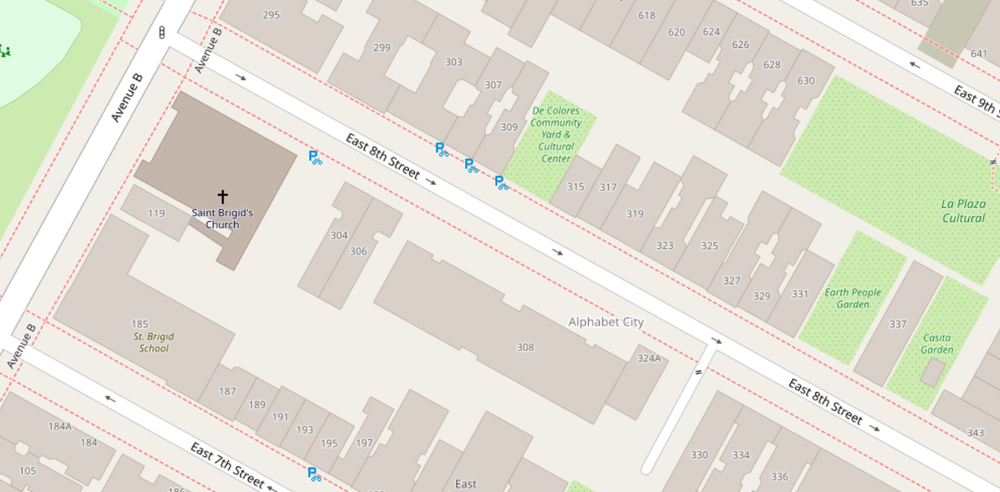 295
618
620
624
626
628
630
635
641
299
303
307
309
Avenue B
Avenue B
East 9th
De Colores
Community
Yard &
Cultural
Center
East 8th Street
315
317
319
323
325
327
329
331
La Plaza
Cultural
119
Saint Brigid's
Church
304
306
308
324A
Alphabet City
Earth People
Garden
337
Casita
Garden
343
185
St. Brigid
School
Avenue B
187
189
191
193
195
197
East 8th Street
330
334
336
184A
184
105
East 7th Street
East